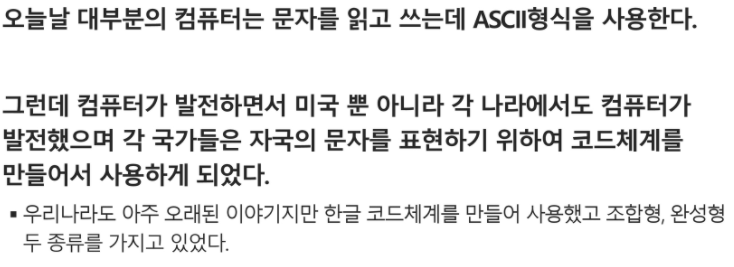 오늘날 대부분의 컴퓨터는 문자를 읽고 쓰는데 ASCII형식을 사용한다.
그런데 컴퓨터가 발전하면서 미국 뿐 아니라 각 나라에서도 컴퓨터가
발전했으며 각 국가들은 자국의 문자를 표현하기 위하여 코드체계를
만들어서 사용하게 되었다.
▪ 우리나라도 아주 오래된 이야기지만 한글 코드체계를 만들어 사용했고 조합형, 완성형
두 종류를 가지고 있었다.